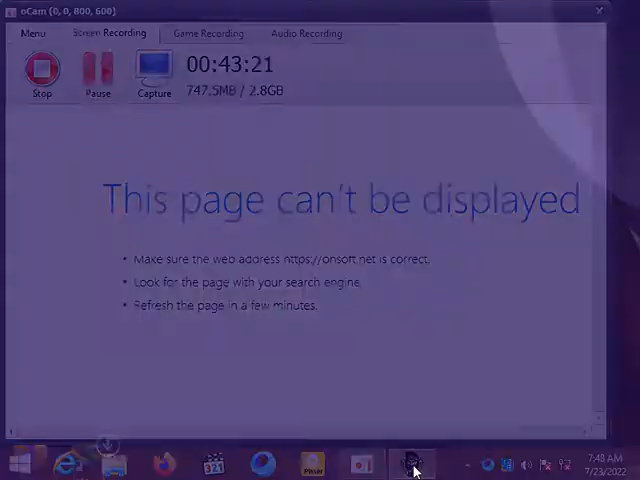 oCam (0, 0, 800, 600)
Menu Screen Recording Game Recording Audio Recording
00:43:21
747.5MB / 2.8GB
Stop Pause Capture
This page can't be displayed
• Make sure the web address https://onsoft.net is correct.
• Look for the page with your search engine.
• Refresh the page in a few minutes.
321
7:48 AM
7/23/2022